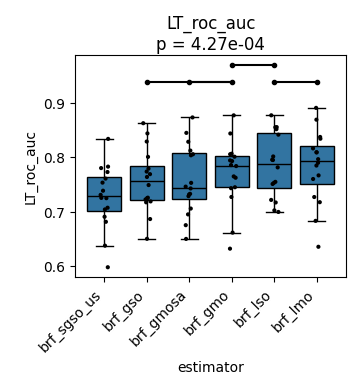 LT_roc_auc
p = 4.27e-04
LT_roc_auc
0.9
0.8
0.7
0.6
brf_sgso_us
brf_gso
brf_gmosa
brf_gmo
brf_lso
brf_lmo
estimator